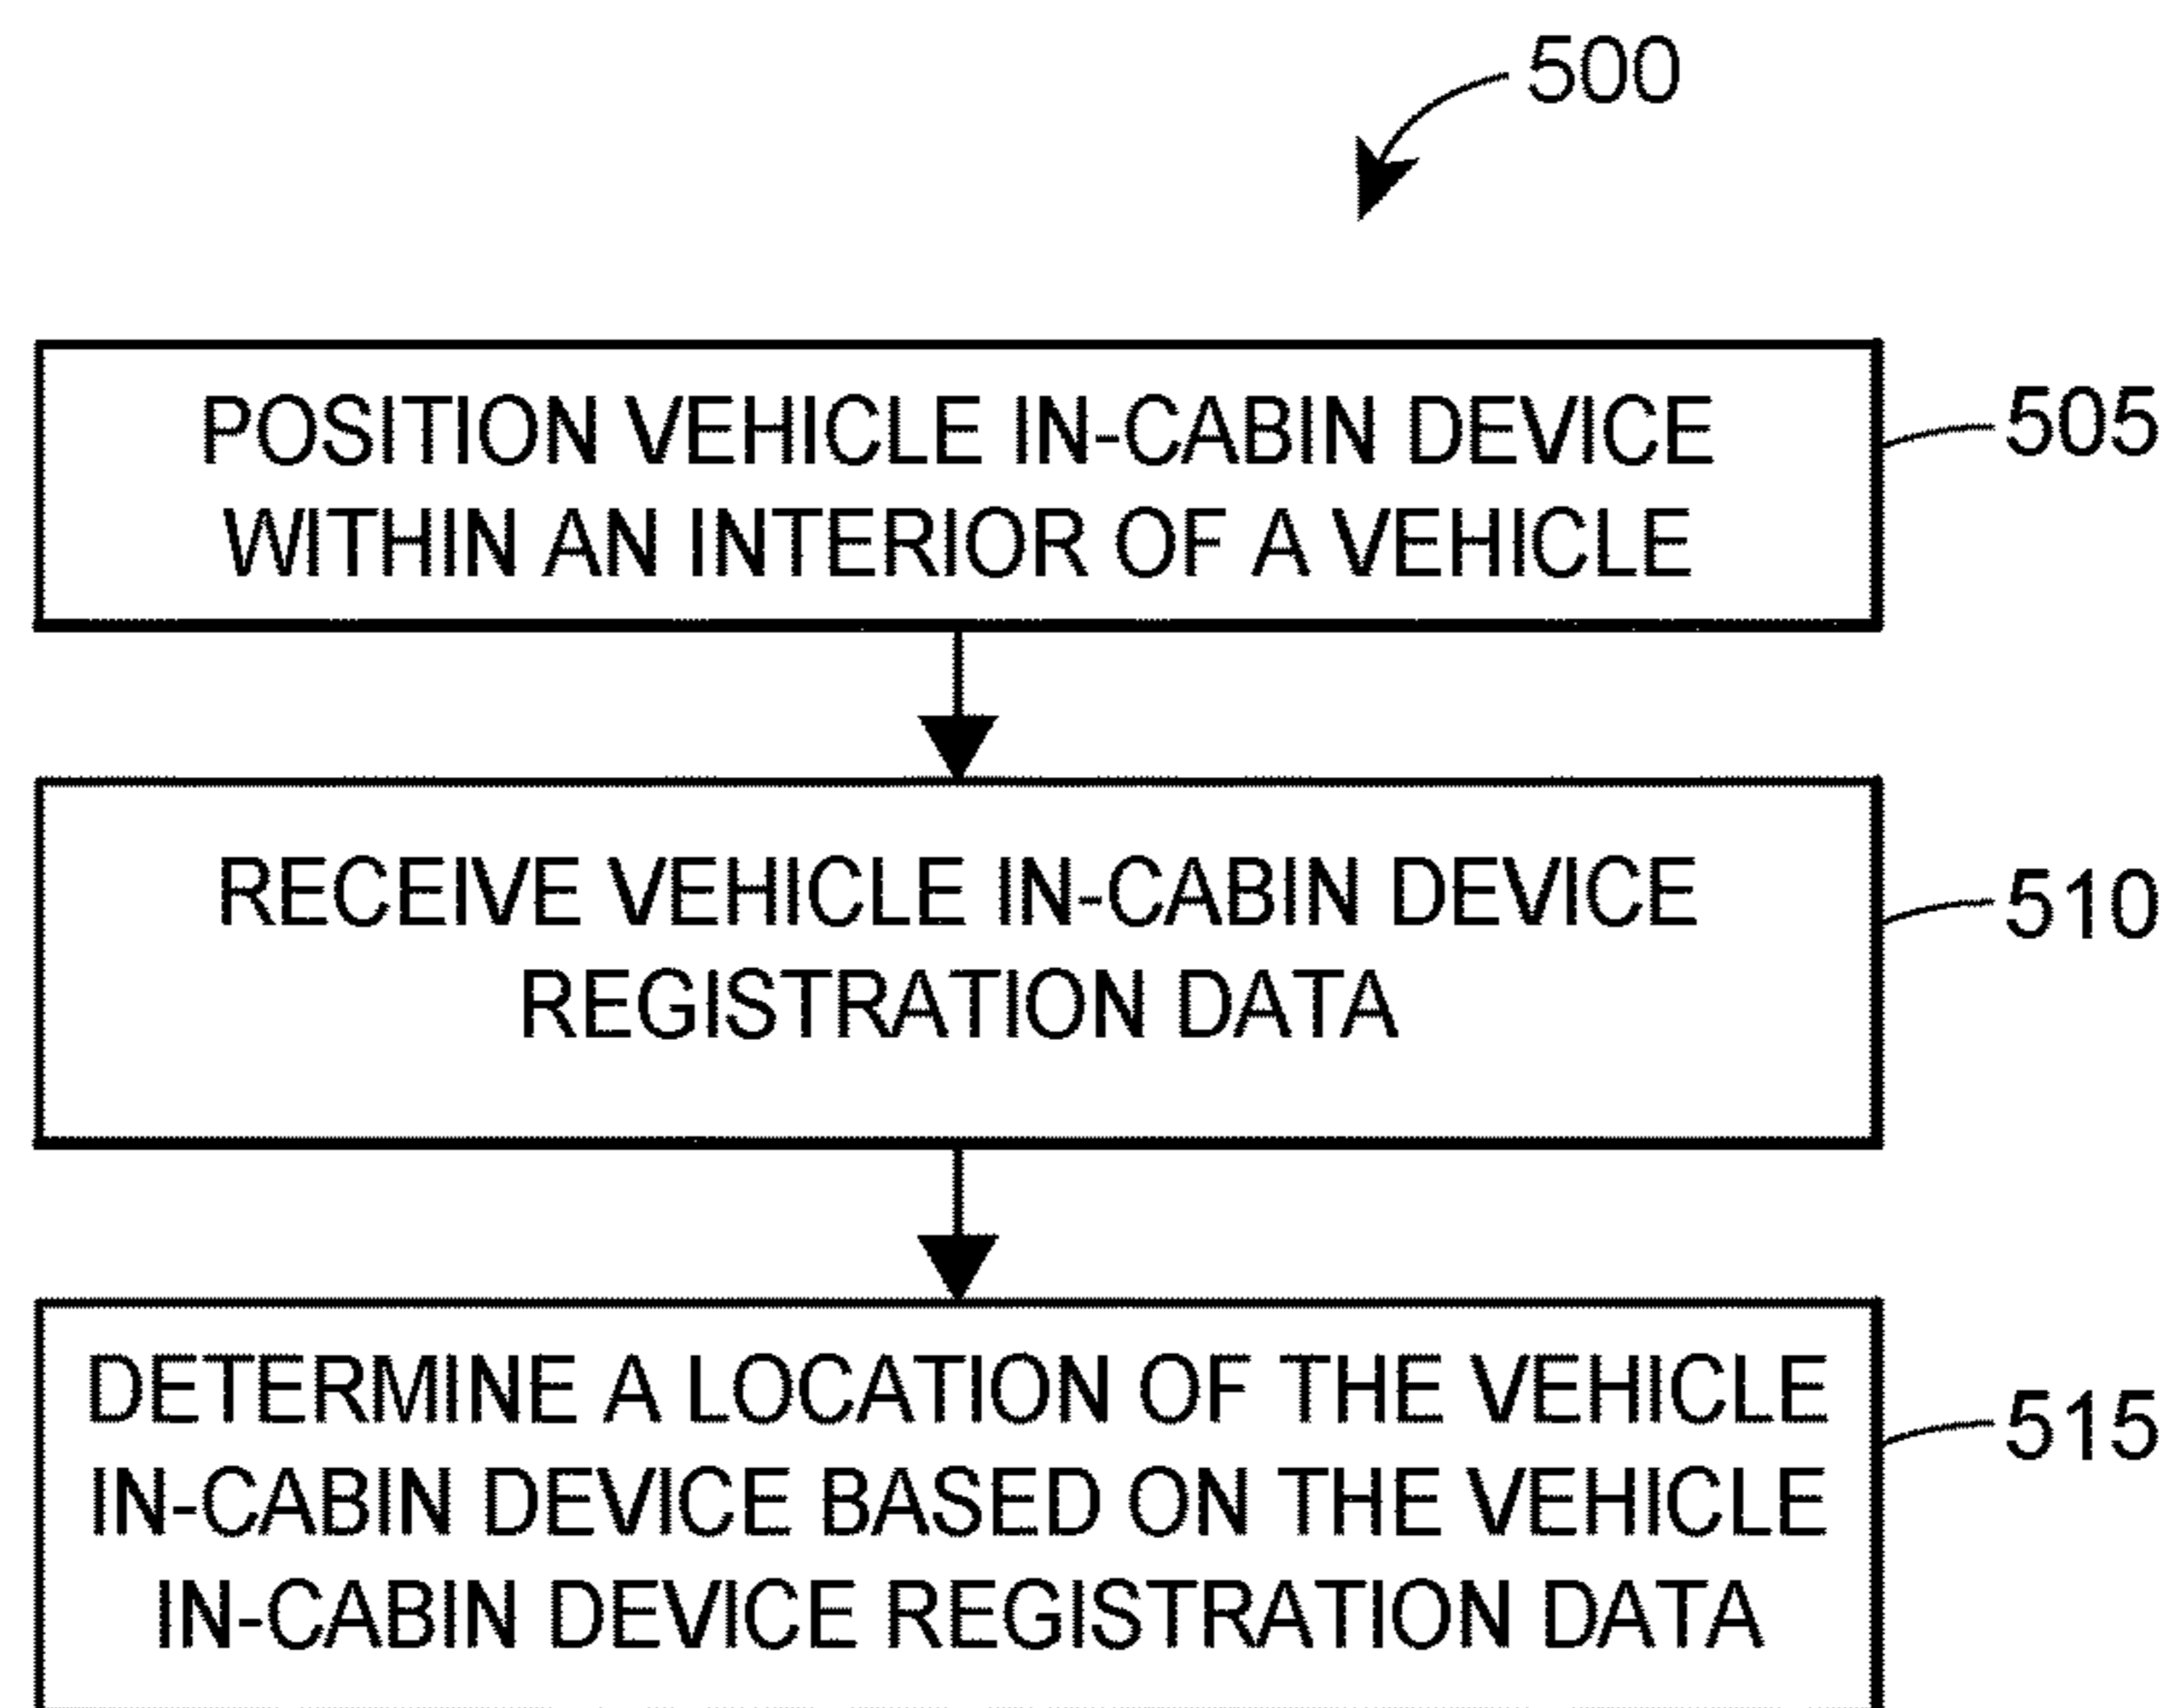 500
POSITION VEHICLE IN-CABIN DEVICE
WITHIN AN INTERIOR OF A VEHICLE
505
RECEIVE VEHICLE IN-CABIN DEVICE
REGISTRATION DATA
510
DETERMINE A LOCATION OF THE VEHICLE
IN-CABIN DEVICE BASED ON THE VEHICLE
IN-CABIN DEVICE REGISTRATION DATA
515